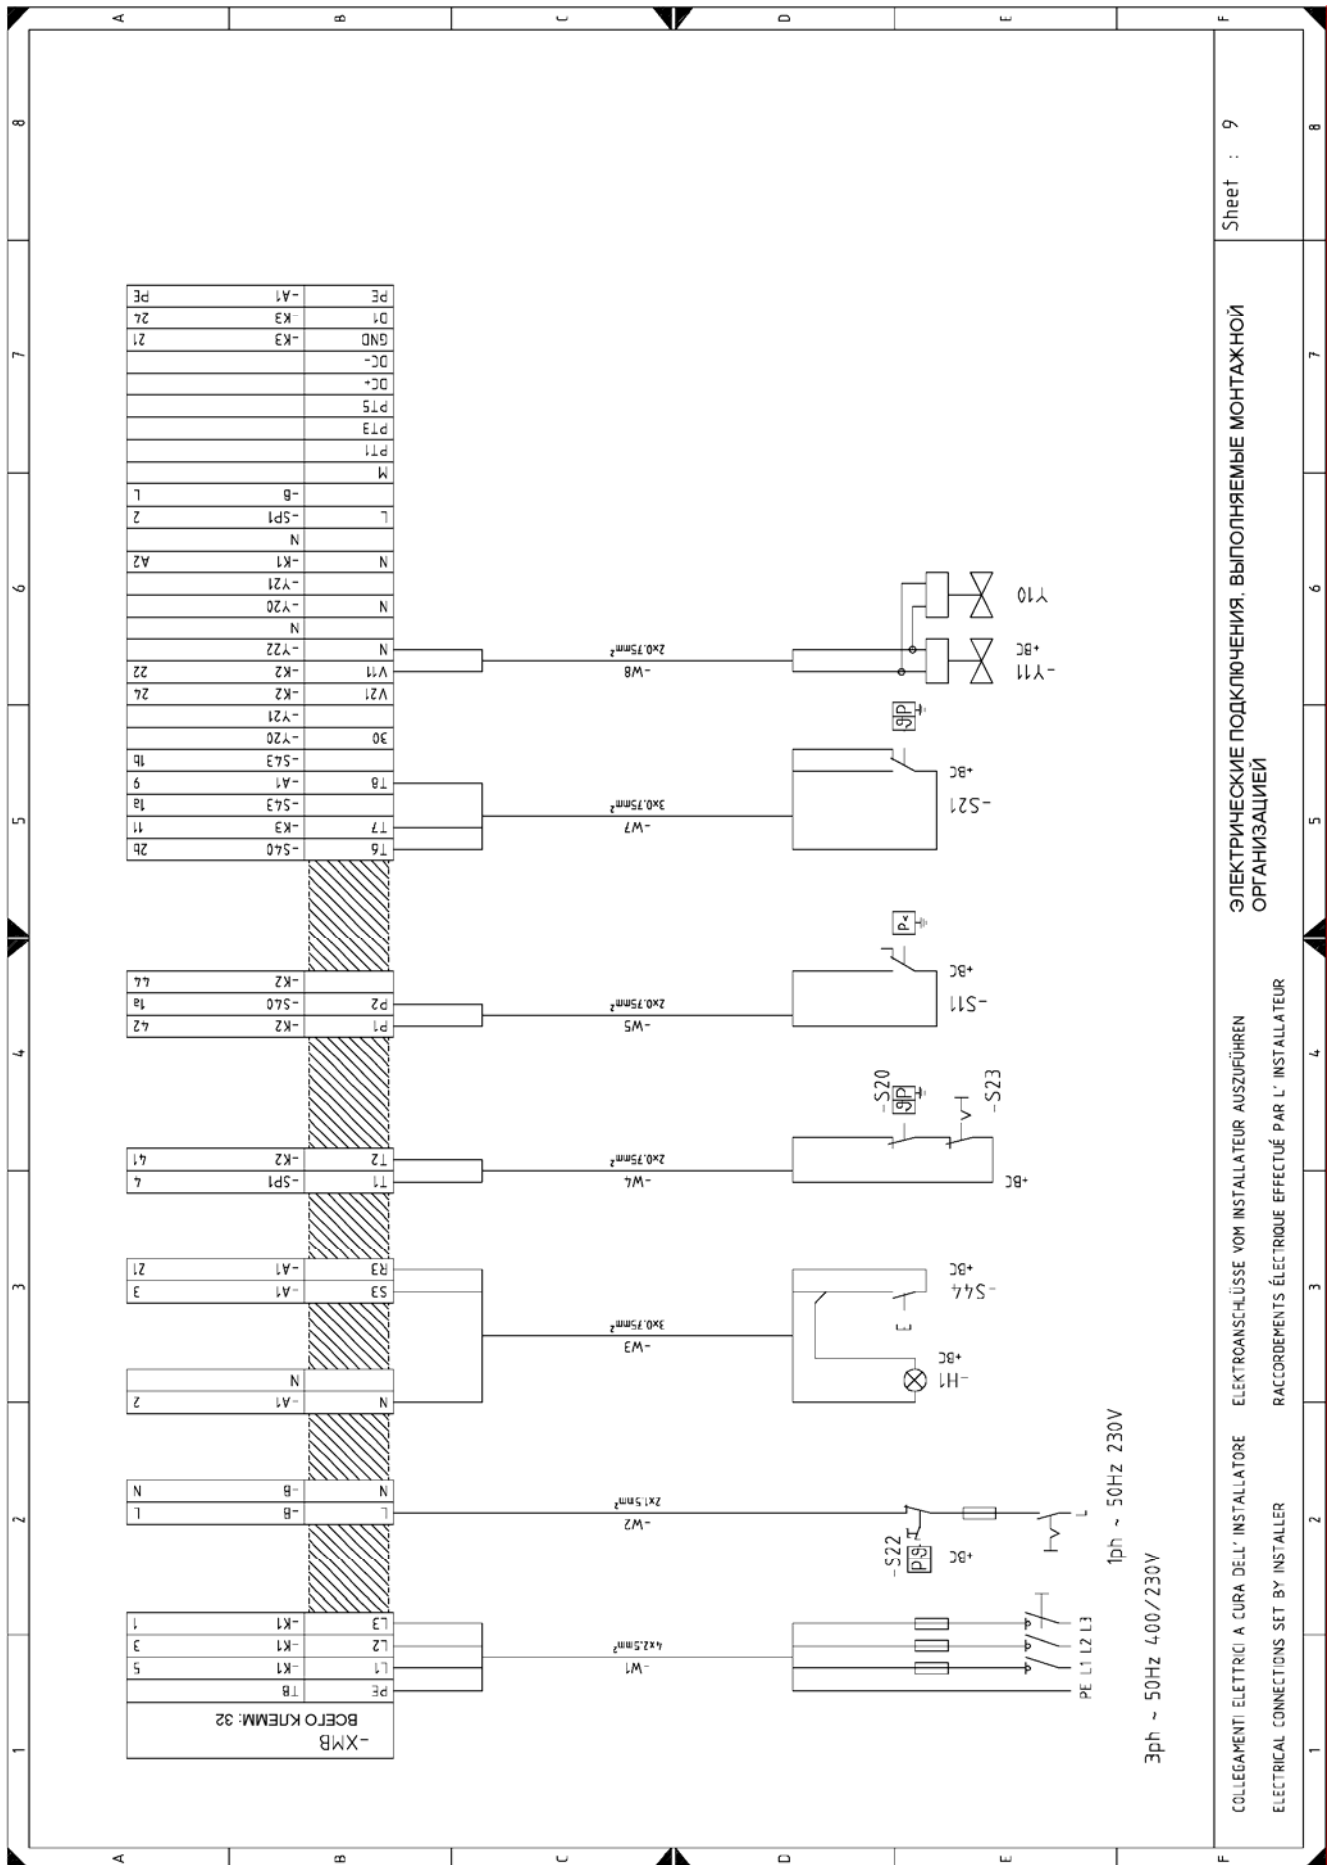 A B C D E F
1 2 3 4 5 6 7 8
-XMB
ВСЕГО КЛЕММ: 32
PE TB
L1 -K1 5
L2 -K1 3
L3 -K1 1
L -B L
N -B N
N -A1 2
N
S3 -A1 3
R3 -A1 21
T1 -SP1 4
T2 -K2 41
P1 -K2 42
P2 -S40 1a
-K2 44
T6 -S40 2b
T7 -K3 11
-S43 1a
T8 -A1 9
-S43 1b
30 -Y20
-Y21
V21 -K2 24
V11 -K2 22
N -Y22
N
N -Y20
-Y21
N -K1 A2
N
L -SP1 2
-B L
M
PT1
PT3
PT5
DC+
DC-
GND -K3 21
D1 -K3 24
PE -A1 PE
-W1
4x2.5mm²
-W2
2x1.5mm²
-W3
3x0.75mm²
-W4
2x0.75mm²
-W5
2x0.75mm²
-W7
3x0.75mm²
-W8
2x0.75mm²
PE L1 L2 L3
3ph ~ 50Hz 400/230V
-S22
+BC
L
1ph ~ 50Hz 230V
-H1
+BC
E
-S44
+BC
-S20
-S23
+BC
P<
-S11
+BC
-S21
+BC
-Y11
+BC
Y10
COLLEGAMENTI ELETTRICI A CURA DELL' INSTALLATORE
ELEKTROANSCHLÜSSE VOM INSTALLATEUR AUSZUFÜHREN
ELECTRICAL CONNECTIONS SET BY INSTALLER
RACCORDEMENTS ÉLECTRIQUE EFFECTUÉ PAR L' INSTALLATEUR
ЭЛЕКТРИЧЕСКИЕ ПОДКЛЮЧЕНИЯ, ВЫПОЛНЯЕМЫЕ МОНТАЖНОЙ
ОРГАНИЗАЦИЕЙ
Sheet : 9
1 2 3 4 5 6 7 8
A B C D E F